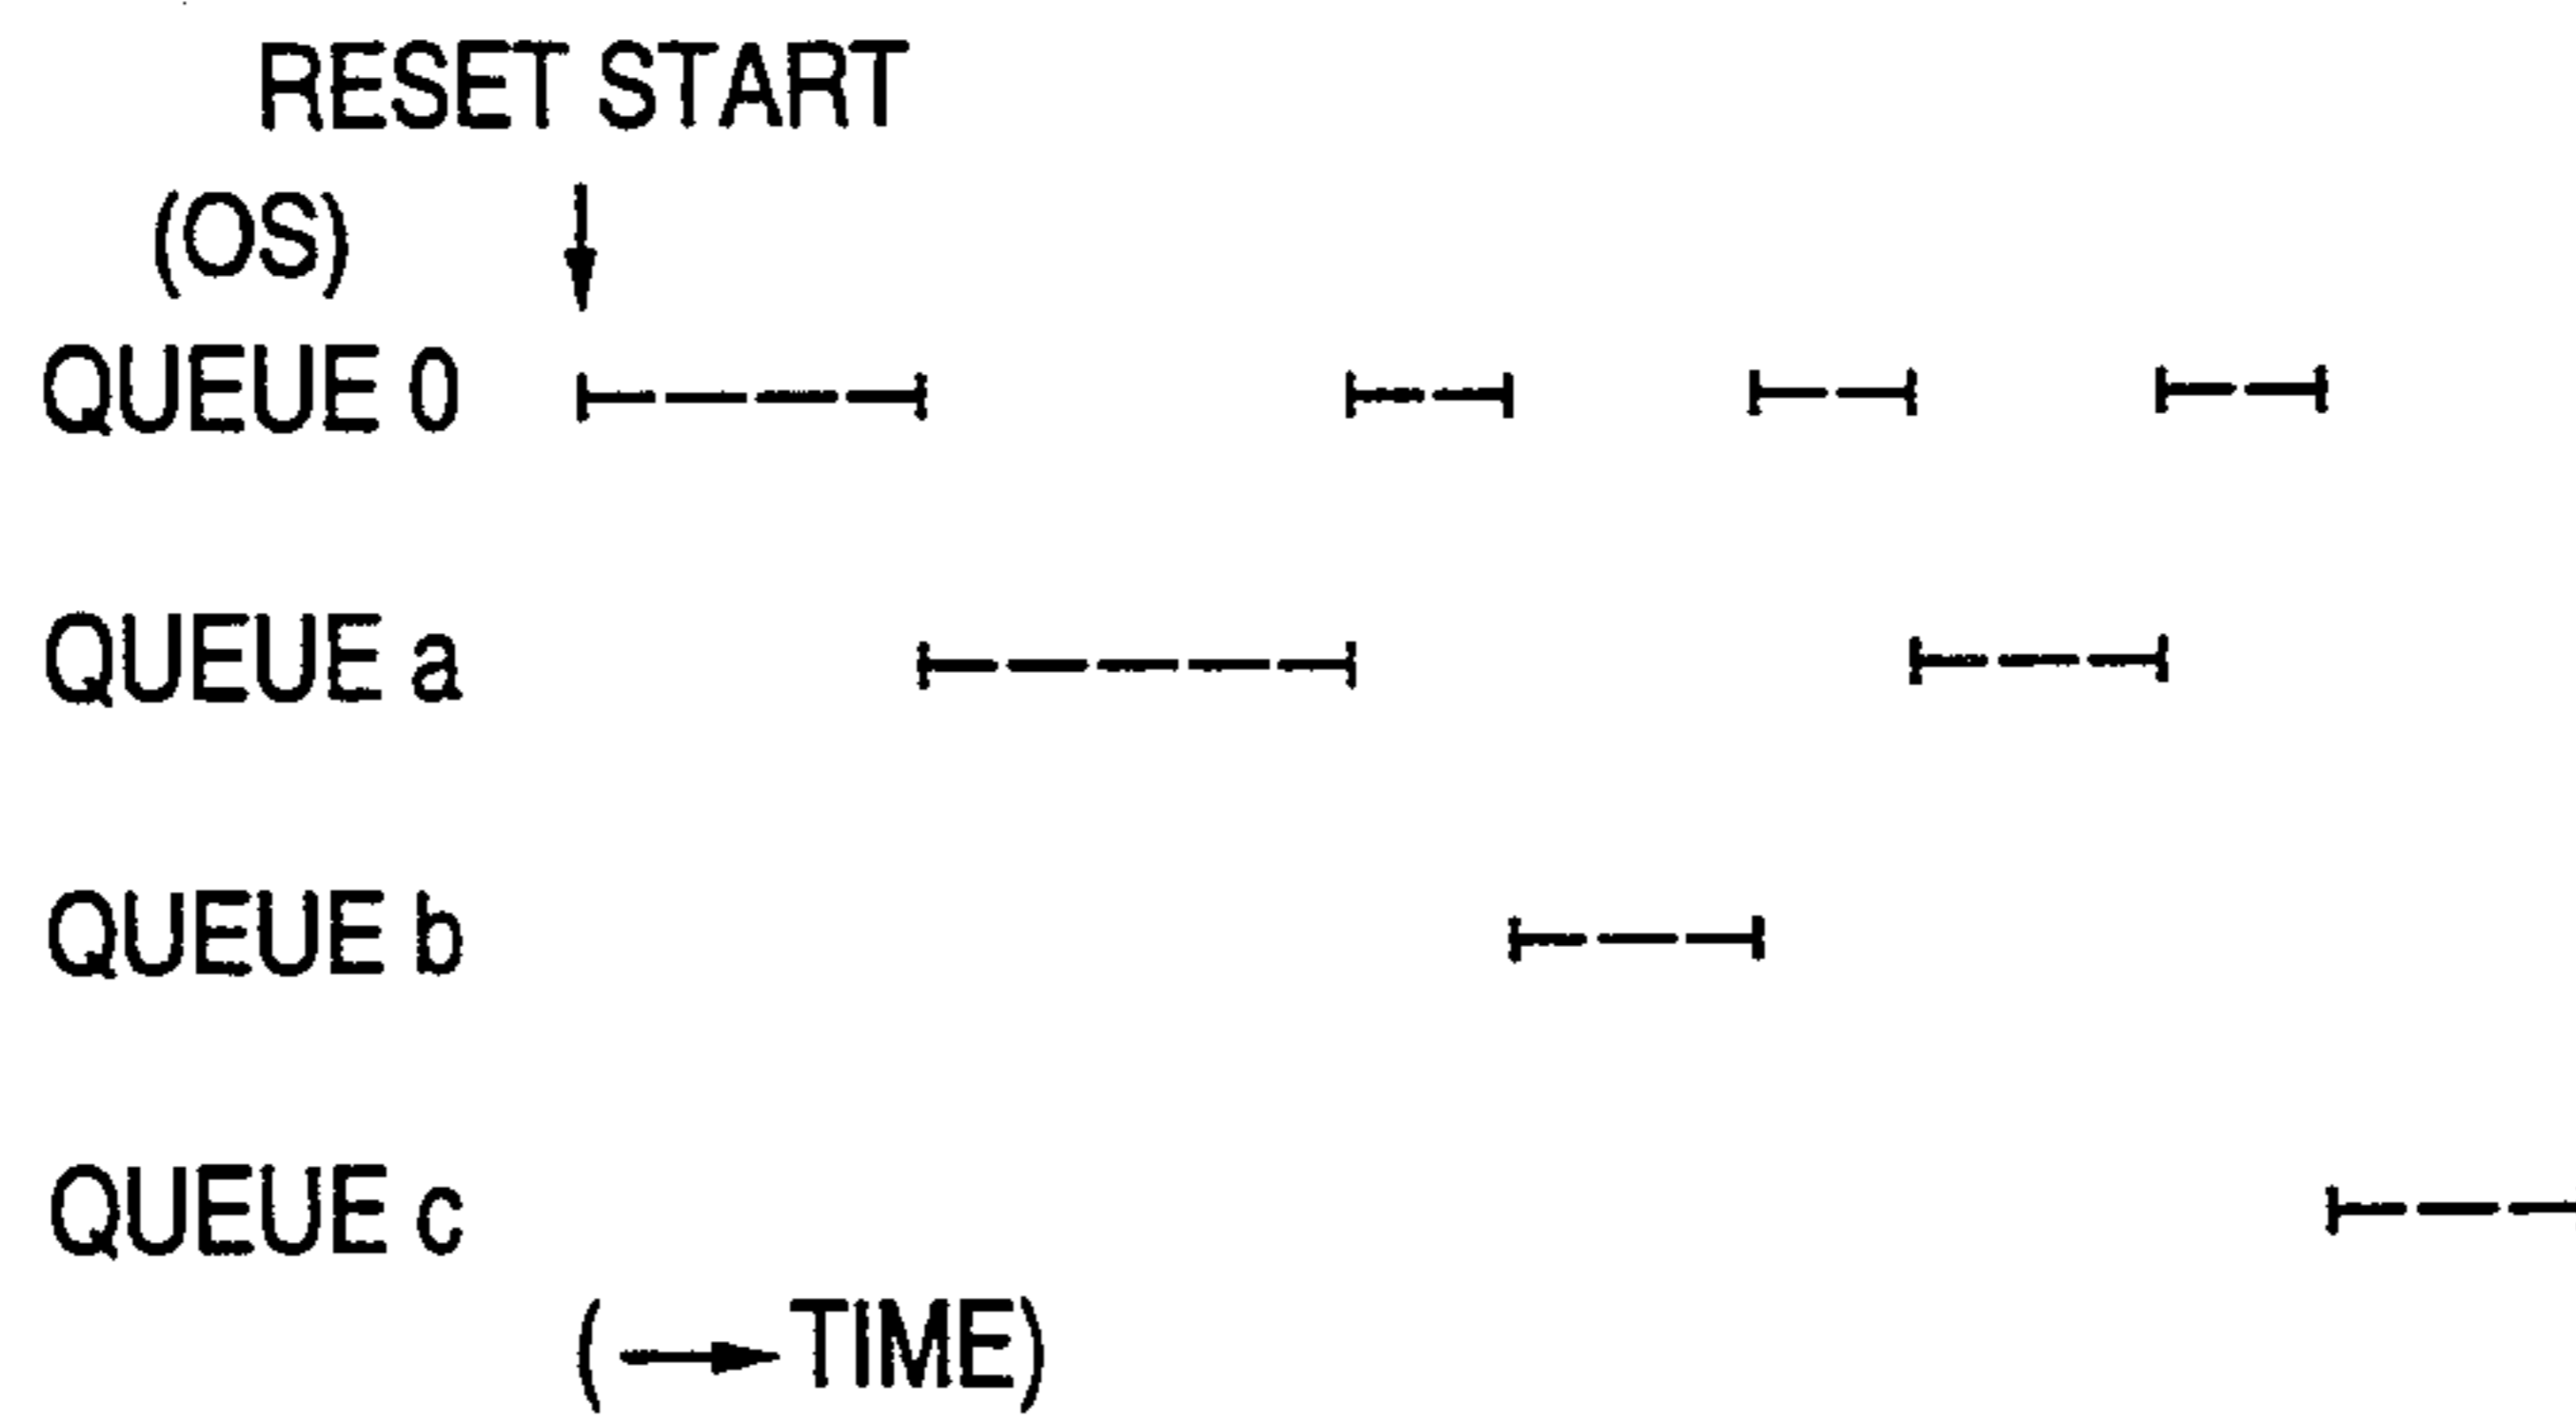 RESET START
(OS)
QUEUE 0
QUEUE a
QUEUE b
QUEUE c
(→TIME)